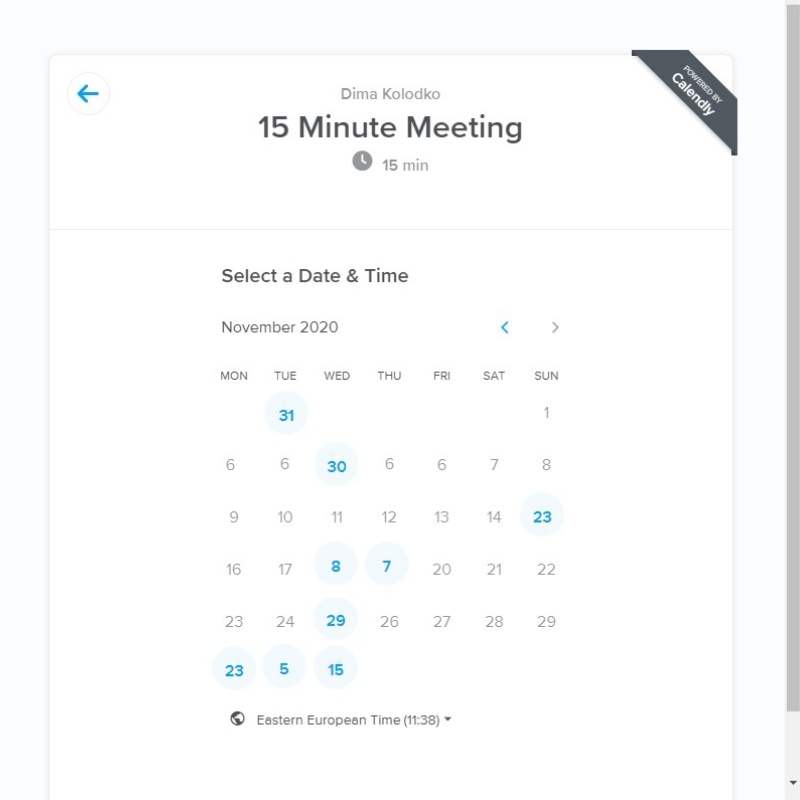 Dima Kolodko
15 Minute Meeting
15 min
POWERED BY
Calendly
Select a Date & Time
November 2020
MON TUE WED THU FRI SAT SUN
31 1
6 6 30 6 6 7 8
9 10 11 12 13 14 23
16 17 8 7 20 21 22
23 24 29 26 27 28 29
23 5 15
Eastern European Time (11:38)